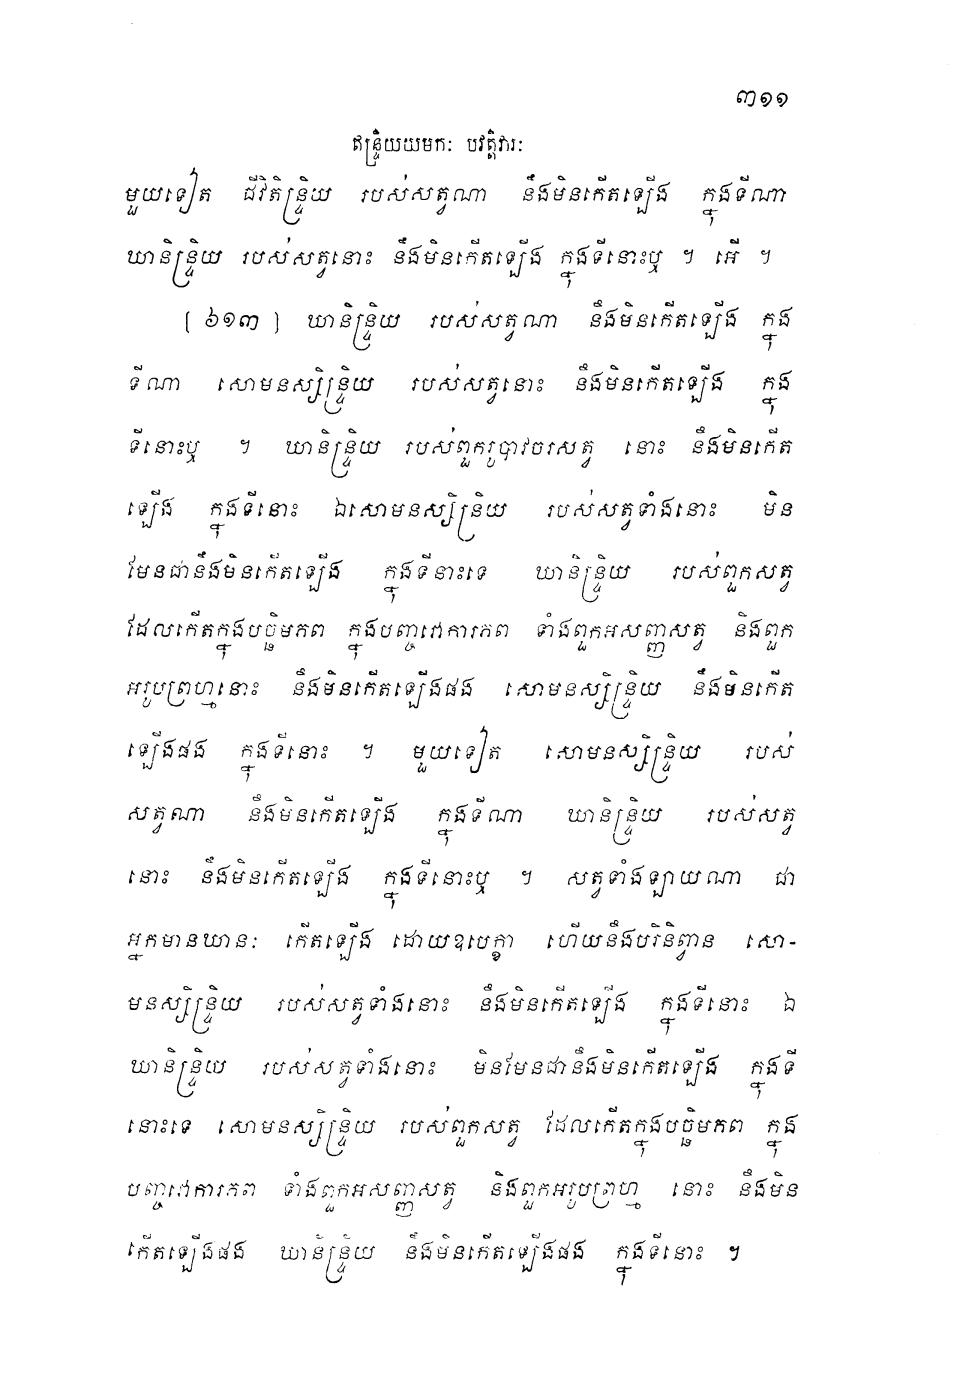 ៣១១
ឥន្ទ្រិយយមកៈ បវត្តិវារៈ
មួយទៀត ជីវិតិន្ទ្រិយ របស់សត្វណា នឹងមិនកើតឡើង ក្នុងទីណា
ឃានិន្ទ្រិយ របស់សត្វនោះ នឹងមិនកើតឡើង ក្នុងទីនោះឬ ។ អើ ។
[ ៦១៣ ] ឃានិន្ទ្រិយ របស់សត្វណា នឹងមិនកើតឡើង ក្នុង
ទីណា សោមនស្សិន្ទ្រិយ របស់សត្វនោះ នឹងមិនកើតឡើង ក្នុង
ទីនោះឬ ។ ឃានិន្ទ្រិយ របស់ពួករូបាវចរសត្វ នោះ នឹងមិនកើត
ឡើង ក្នុងទីនោះ ឯសោមនស្សិន្ទ្រិយ របស់សត្វទាំងនោះ មិន
មែនជានឹងមិនកើតឡើង ក្នុងទីនោះទេ ឃានិន្ទ្រិយ របស់ពួកសត្វ
ដែលកើតក្នុងបច្ឆិមភព ក្នុងបញ្ចវោការភព ទាំងពួកអសញ្ញសត្វ និងពួក
អរូបព្រហ្មនោះ នឹងមិនកើតឡើងផង សោមនស្សិន្ទ្រិយ នឹងមិនកើត
ឡើងផង ក្នុងទីនោះ ។ មួយទៀត សោមនស្សិន្ទ្រិយ របស់
សត្វណា នឹងមិនកើតឡើង ក្នុងទីណា ឃានិន្ទ្រិយ របស់សត្វ
នោះ នឹងមិនកើតឡើង ក្នុងទីនោះឬ ។ សត្វទាំងឡាយណា ជា
អ្នកមានឃានៈ កើតឡើង ដោយឧបេក្ខា ហើយនឹងបរិនិព្វាន សោ-
មនស្សិន្ទ្រិយ របស់សត្វទាំងនោះ នឹងមិនកើតឡើង ក្នុងទីនោះ ឯ
ឃានិន្ទ្រិយ របស់សត្វទាំងនោះ មិនមែនជានឹងមិនកើតឡើង ក្នុងទី
នោះទេ សោមនស្សិន្ទ្រិយ របស់ពួកសត្វ ដែលកើតក្នុងបច្ឆិមភព ក្នុង
បញ្ចវោការភព ទាំងពួកអសញ្ញសត្វ និងពួកអរូបព្រហ្ម នោះ នឹងមិន
កើតឡើងផង ឃានិន្ទ្រិយ នឹងមិនកើតឡើងផង ក្នុងទីនោះ ។